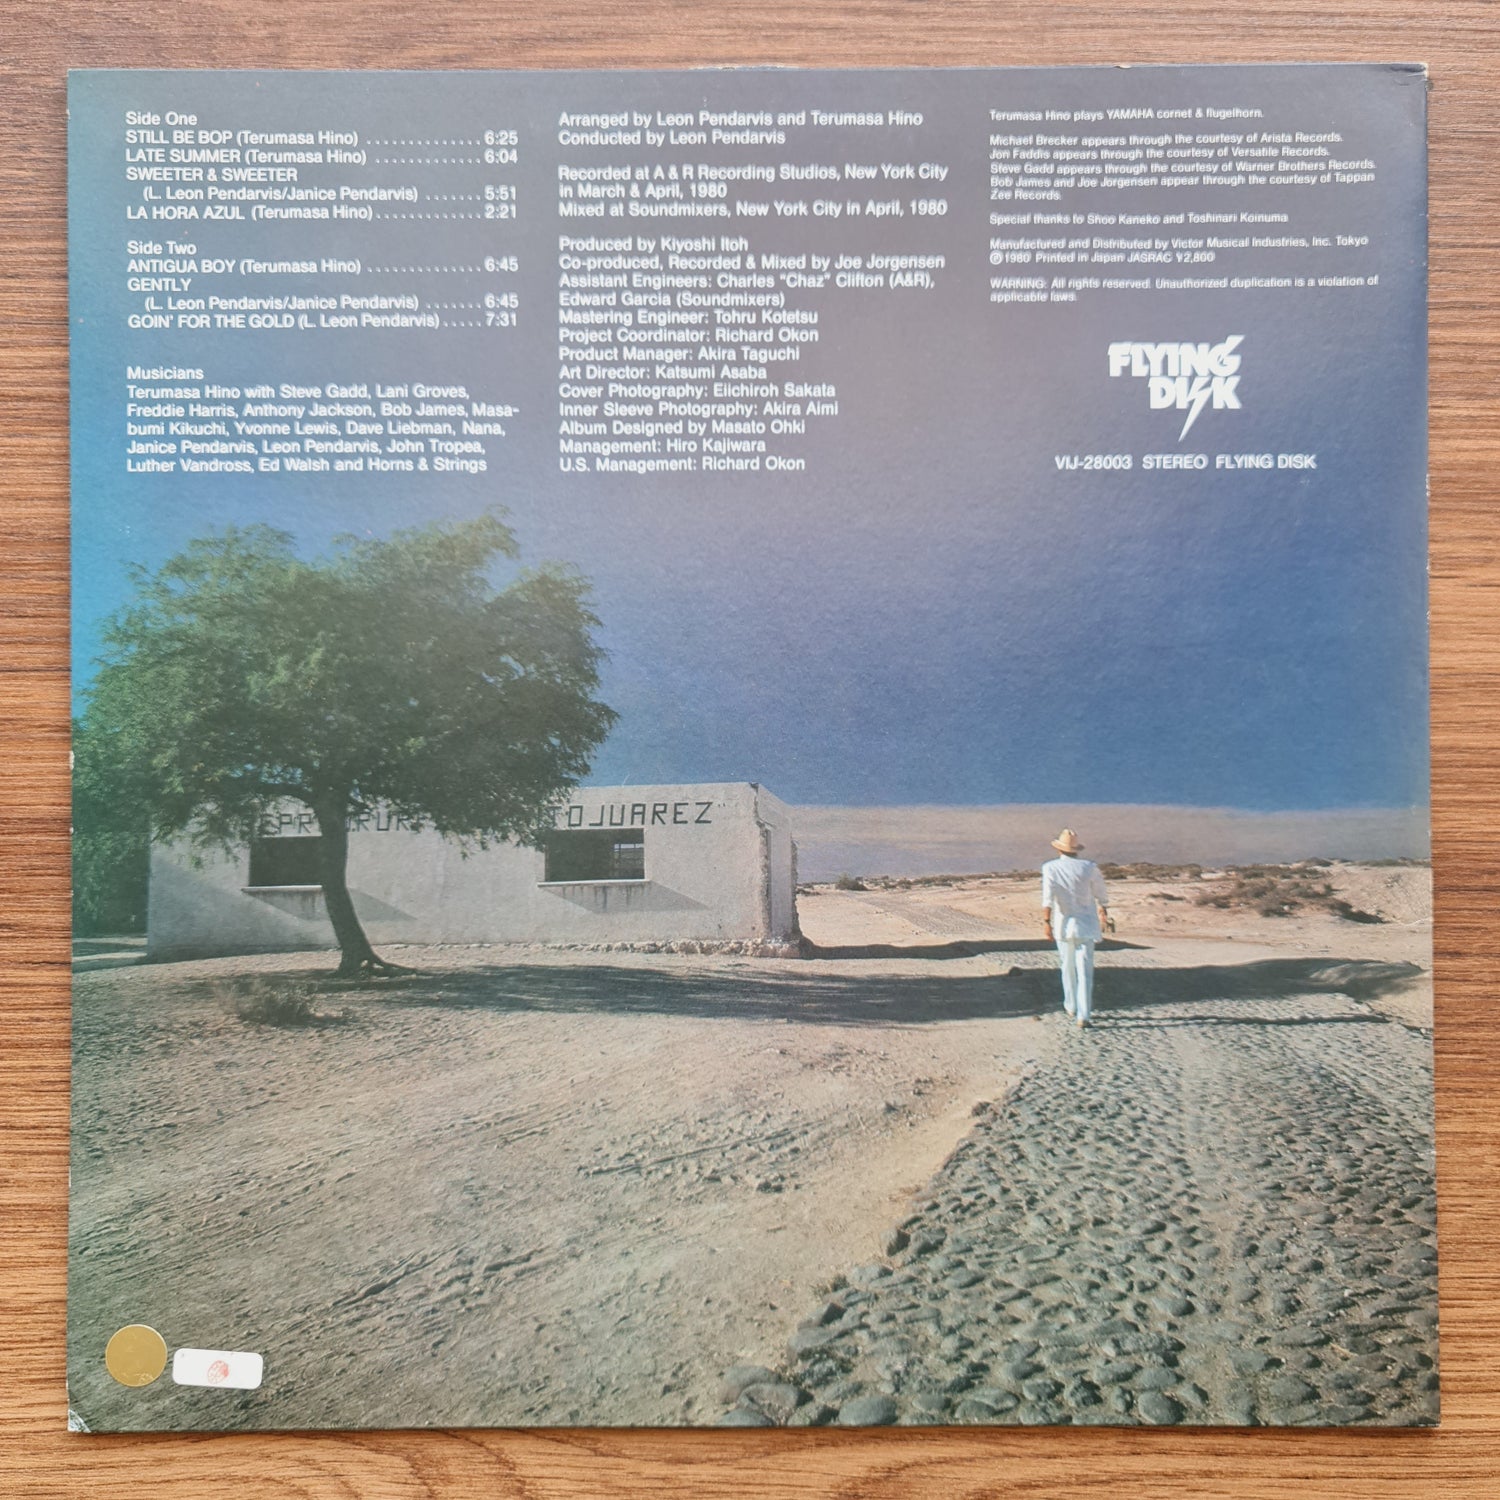 Side One
STILL BE BOP (Terumasa Hino) . . . . . . . . . . . . . . . 6:25
LATE SUMMER (Terumasa Hino) . . . . . . . . . . . . . . 6:04
SWEETER & SWEETER
(L. Leon Pendarvis/Janice Pendarvis) . . . . . . . 5:51
LA HORA AZUL (Terumasa Hino) . . . . . . . . . . . . . 2:21
Side Two
ANTIGUA BOY (Terumasa Hino) . . . . . . . . . . . . . . 6:45
GENTLY
(L. Leon Pendarvis/Janice Pendarvis) . . . . . . . 6:45
GOIN' FOR THE GOLD (L. Leon Pendarvis) . . . . . 7:31
Musicians
Terumasa Hino with Steve Gadd, Lani Groves,
Freddie Harris, Anthony Jackson, Bob James, Masa-
bumi Kikuchi, Yvonne Lewis, Dave Liebman, Nana,
Janice Pendarvis, Leon Pendarvis, John Tropea,
Luther Vandross, Ed Walsh and Horns & Strings
Arranged by Leon Pendarvis and Terumasa Hino
Conducted by Leon Pendarvis
Recorded at A & R Recording Studios, New York City
in March & April, 1980
Mixed at Soundmixers, New York City in April, 1980
Produced by Kiyoshi Itoh
Co-produced, Recorded & Mixed by Joe Jorgensen
Assistant Engineers: Charles "Chaz" Clifton (A&R),
Edward Garcia (Soundmixers)
Mastering Engineer: Tohru Kotetsu
Project Coordinator: Richard Okon
Product Manager: Akira Taguchi
Art Director: Katsumi Asaba
Cover Photography: Eiichiroh Sakata
Inner Sleeve Photography: Akira Aimi
Album Designed by Masato Ohki
Management: Hiro Kajiwara
U.S. Management: Richard Okon
Terumasa Hino plays YAMAHA cornet & flugelhorn.
Michael Brecker appears through the courtesy of Arista Records.
Jon Faddis appears through the courtesy of Versatile Records.
Steve Gadd appears through the courtesy of Warner Brothers Records.
Bob James and Joe Jorgensen appear through the courtesy of Tappan
Zee Records.
Special thanks to Shoo Kaneko and Toshinari Koinuma
Manufactured and Distributed by Victor Musical Industries, Inc. Tokyo
℗1980 Printed in Japan JASRAC ¥2,800
WARNING: All rights reserved. Unauthorized duplication is a violation of
applicable laws.
FLYING
DISK
VIJ-28003 STEREO FLYING DISK
JUAREZ